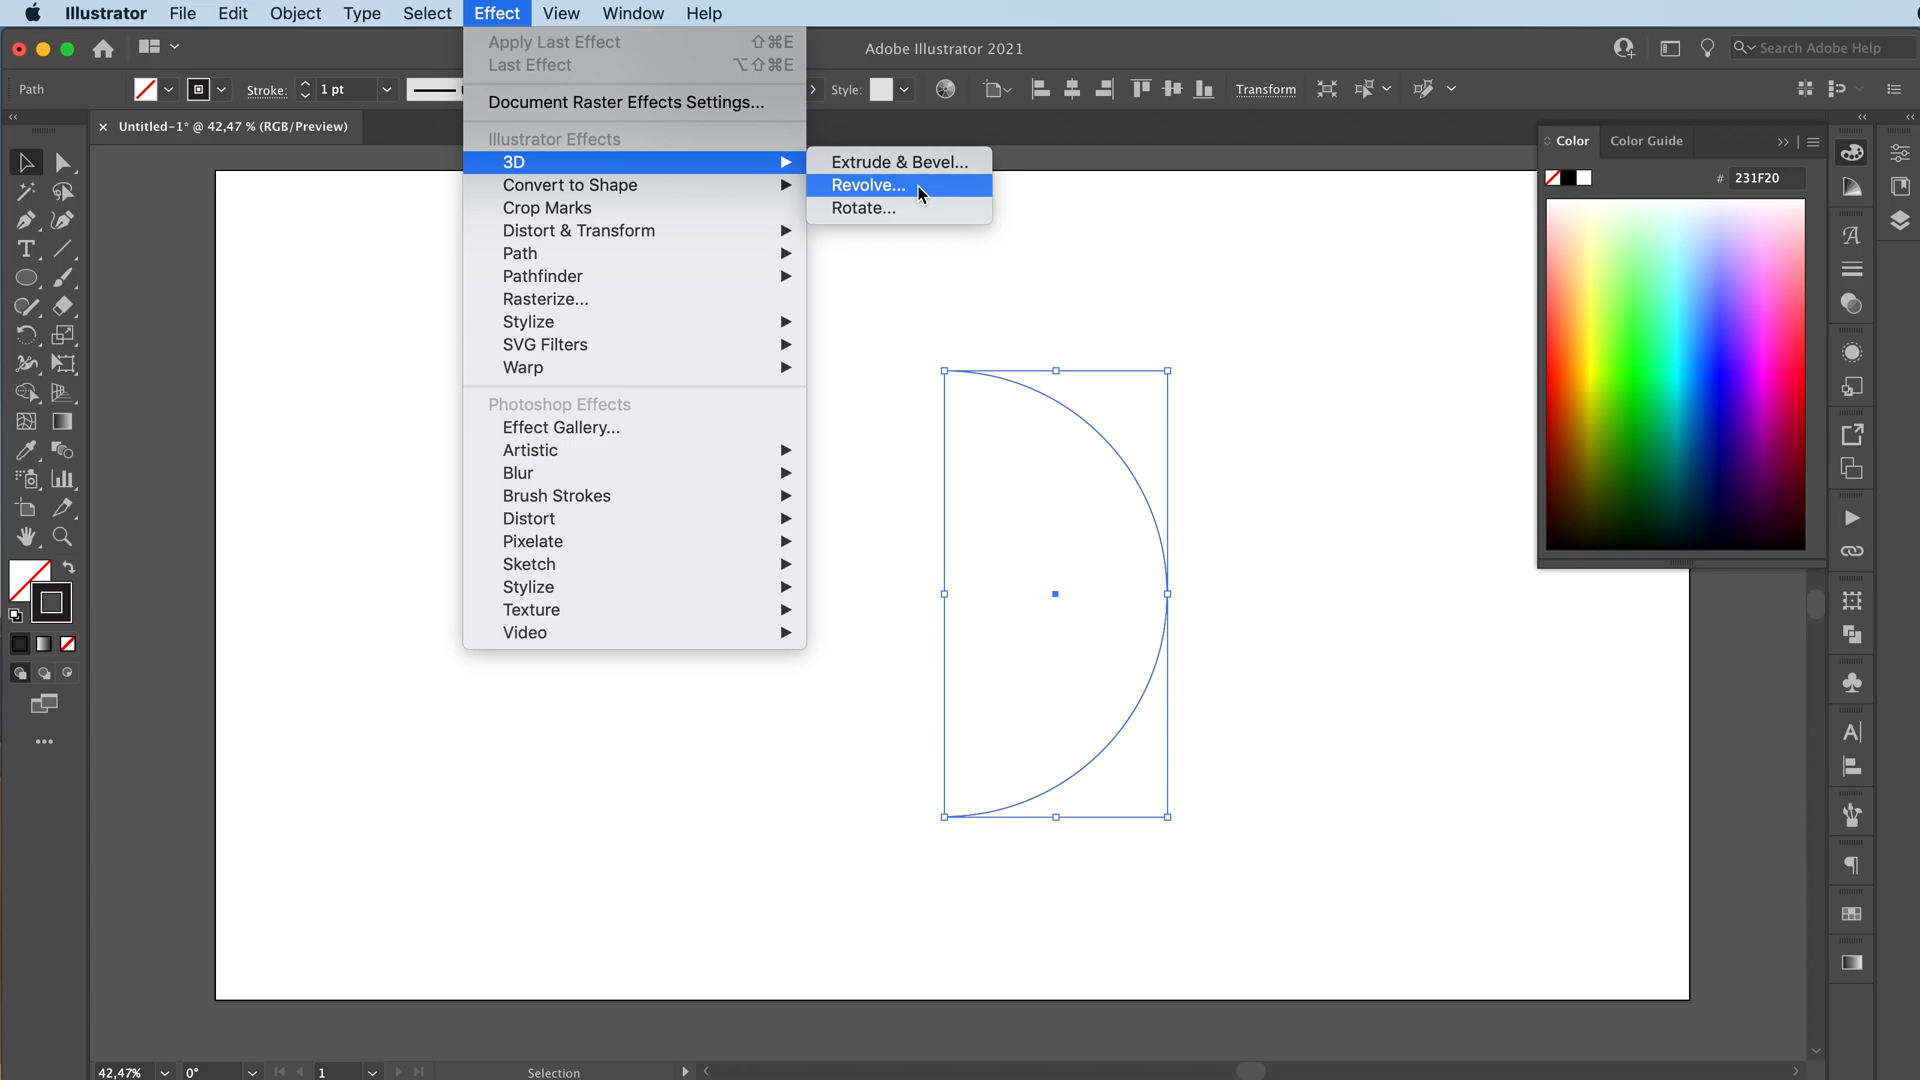 Illustrator File Edit Object Type Select Effect View Window Help
Adobe Illustrator 2021
Search Adobe Help
Path
Stroke: 1 pt
Style:
Transform
× Untitled-1* @ 42,47 % (RGB/Preview)
Apply Last Effect ⇧⌘E
Last Effect ⌥⇧⌘E
Document Raster Effects Settings...
Illustrator Effects
3D
Convert to Shape
Crop Marks
Distort & Transform
Path
Pathfinder
Rasterize...
Stylize
SVG Filters
Warp
Photoshop Effects
Effect Gallery...
Artistic
Blur
Brush Strokes
Distort
Pixelate
Sketch
Stylize
Texture
Video
Extrude & Bevel...
Revolve...
Rotate...
Color Color Guide
# 231F20
42,47% 0° 1 Selection